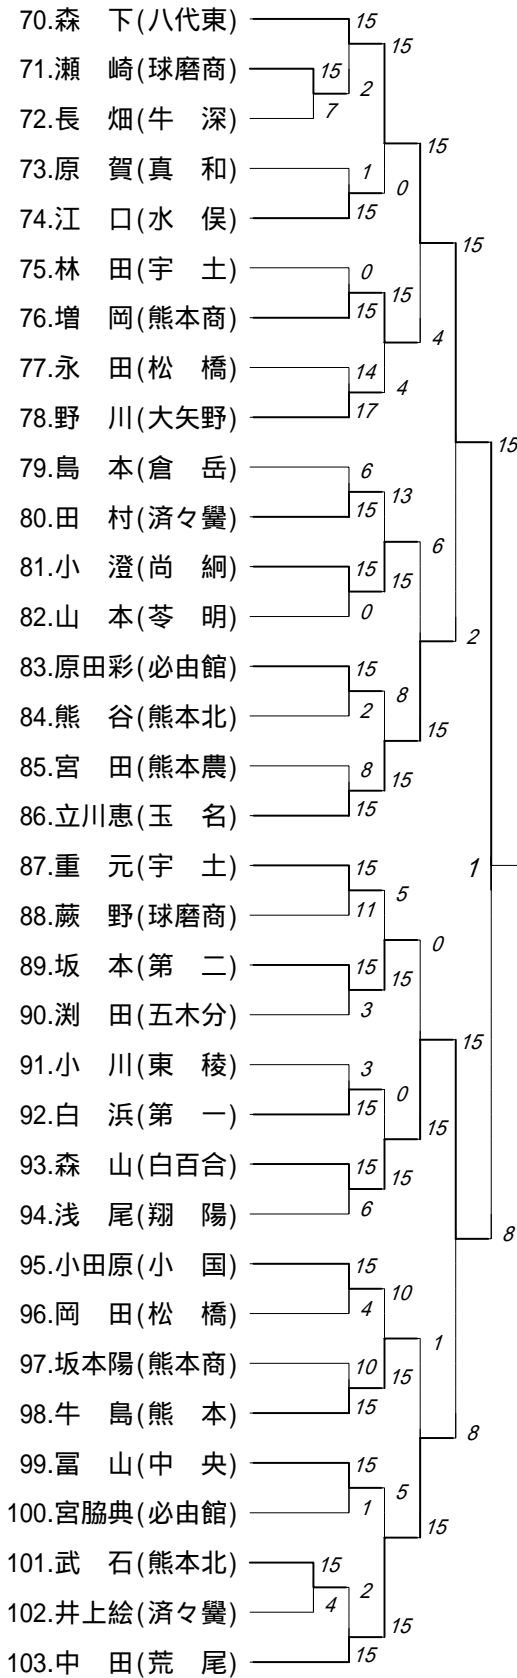 70.森　下(八代東)
15
15
71.瀬　崎(球磨商)
15
2
72.長　畑(牛　深)
7
15
73.原　賀(真　和)
1
0
74.江　口(水　俣)
15
15
75.林　田(宇　土)
0
15
76.増　岡(熊本商)
15
4
77.永　田(松　橋)
14
4
78.野　川(大矢野)
17
15
79.島　本(倉　岳)
6
13
80.田　村(済々黌)
15
6
81.小　澄(尚　絅)
15
15
82.山　本(苓　明)
0
2
83.原田彩(必由館)
15
8
84.熊　谷(熊本北)
2
15
85.宮　田(熊本農)
8
15
86.立川恵(玉　名)
15
87.重　元(宇　土)
15
1
5
88.蕨　野(球磨商)
11
0
89.坂　本(第　二)
15
15
90.渕　田(五木分)
3
15
91.小　川(東　稜)
3
0
92.白　浜(第　一)
15
15
93.森　山(白百合)
15
15
94.浅　尾(翔　陽)
6
8
95.小田原(小　国)
15
10
96.岡　田(松　橋)
4
1
97.坂本陽(熊本商)
10
15
98.牛　島(熊　本)
15
8
99.冨　山(中　央)
15
5
100.宮脇典(必由館)
1
15
101.武　石(熊本北)
15
2
102.井上絵(済々黌)
4
15
103.中　田(荒　尾)
15